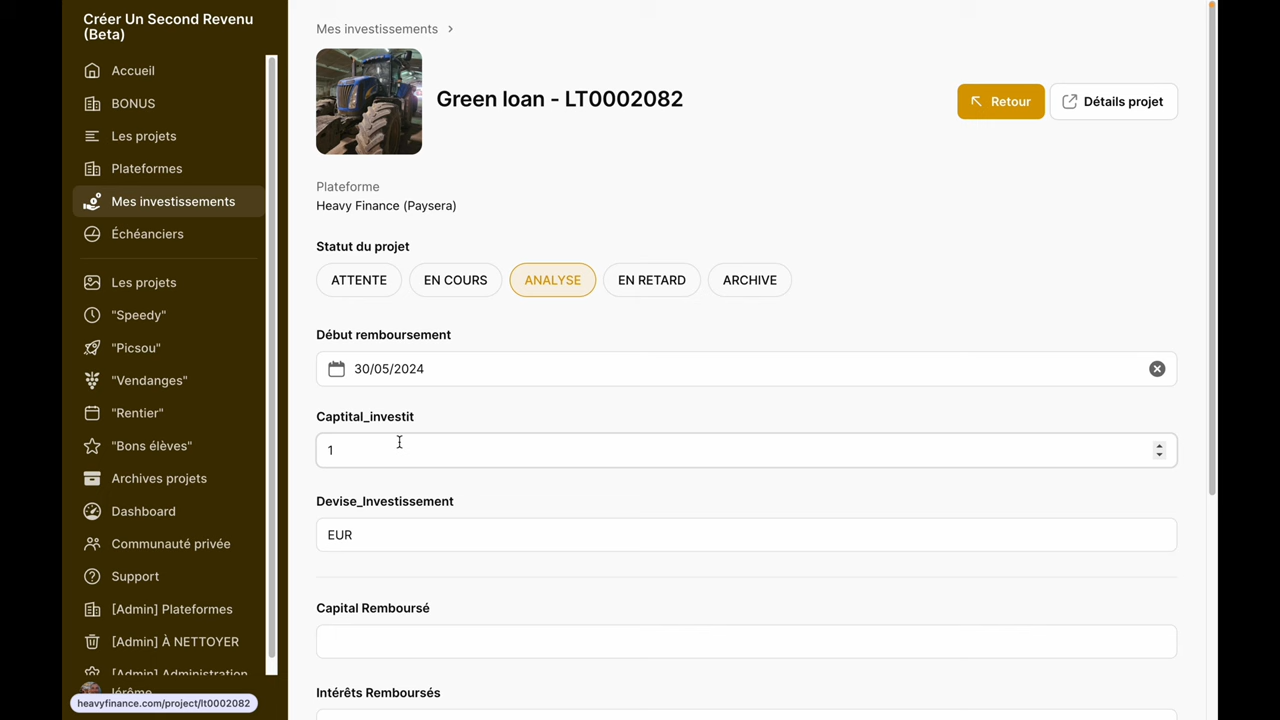 Créer Un Second Revenu
(Beta)
Accueil
BONUS
Les projets
Plateformes
Mes investissements
Échéanciers
Les projets
"Speedy"
"Picsou"
"Vendanges"
"Rentier"
"Bons élèves"
Archives projets
Dashboard
Communauté privée
Support
[Admin] Plateformes
[Admin] À NETTOYER
[Admin] Administration
Jérôme
heavyfinance.com/project/lt0002082
Mes investissements
Green loan - LT0002082
Retour
Détails projet
Plateforme
Heavy Finance (Paysera)
Statut du projet
ATTENTE
EN COURS
ANALYSE
EN RETARD
ARCHIVE
Début remboursement
30/05/2024
Captital_investit
1
Devise_Investissement
EUR
Capital Remboursé
Intérêts Remboursés